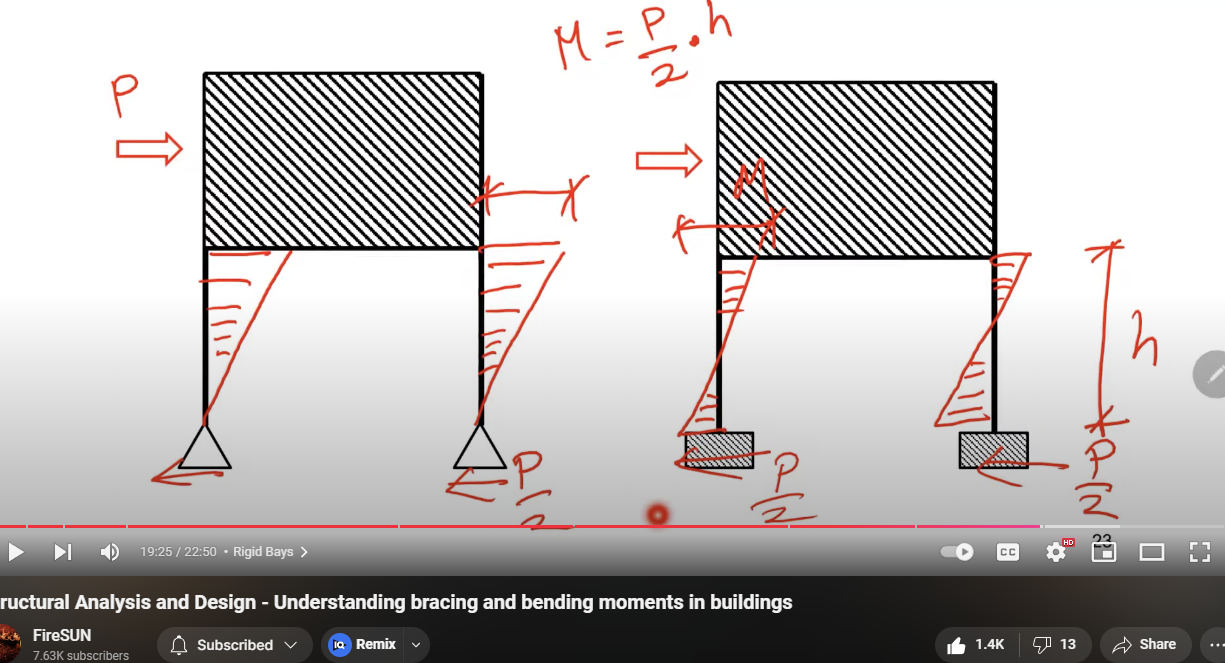 M = P/2 . h
P
M
h
P/2
P/2
P/2
23
19:25 / 22:50 • Rigid Bays >
CC
HD
ructural Analysis and Design - Understanding bracing and bending moments in buildings
FireSUN
7.63K subscribers
Subscribed
IQ Remix
1.4K
13
Share